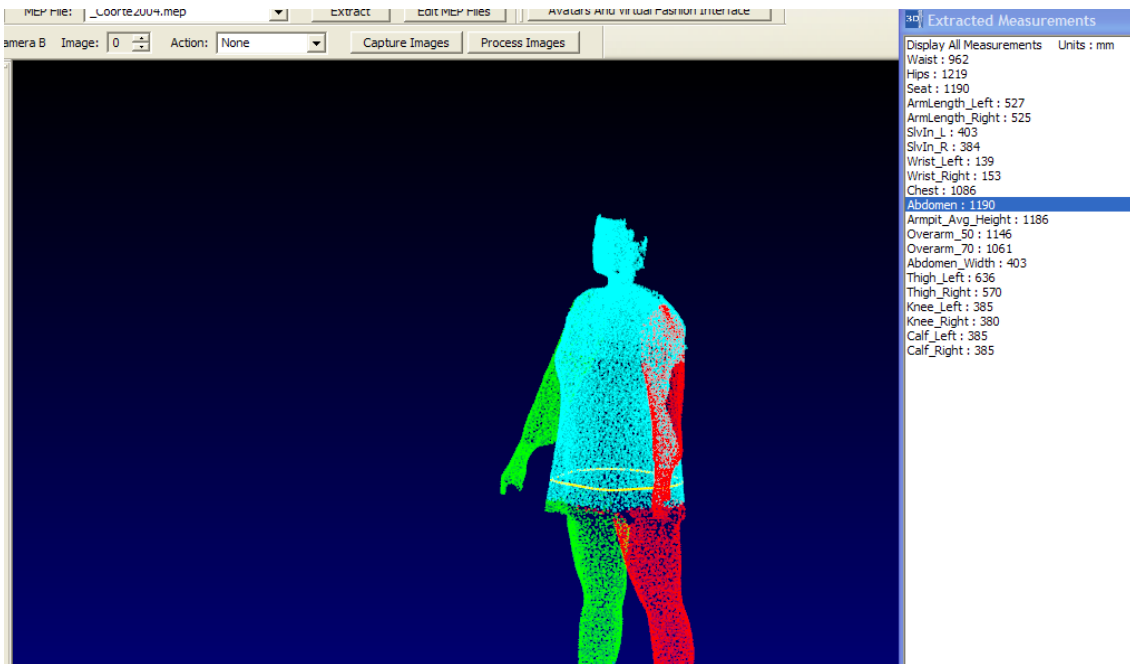 MEP File: _Coorte2004.mep Extract Edit MEP Files Avatars And Virtual Fashion Interface
amera B Image: 0 Action: None Capture Images Process Images
3D Extracted Measurements
Display All Measurements Units : mm
Waist : 962
Hips : 1219
Seat : 1190
ArmLength_Left : 527
ArmLength_Right : 525
SlvIn_L : 403
SlvIn_R : 384
Wrist_Left : 139
Wrist_Right : 153
Chest : 1086
Abdomen : 1190
Armpit_Avg_Height : 1186
Overarm_50 : 1146
Overarm_70 : 1061
Abdomen_Width : 403
Thigh_Left : 636
Thigh_Right : 570
Knee_Left : 385
Knee_Right : 380
Calf_Left : 385
Calf_Right : 385